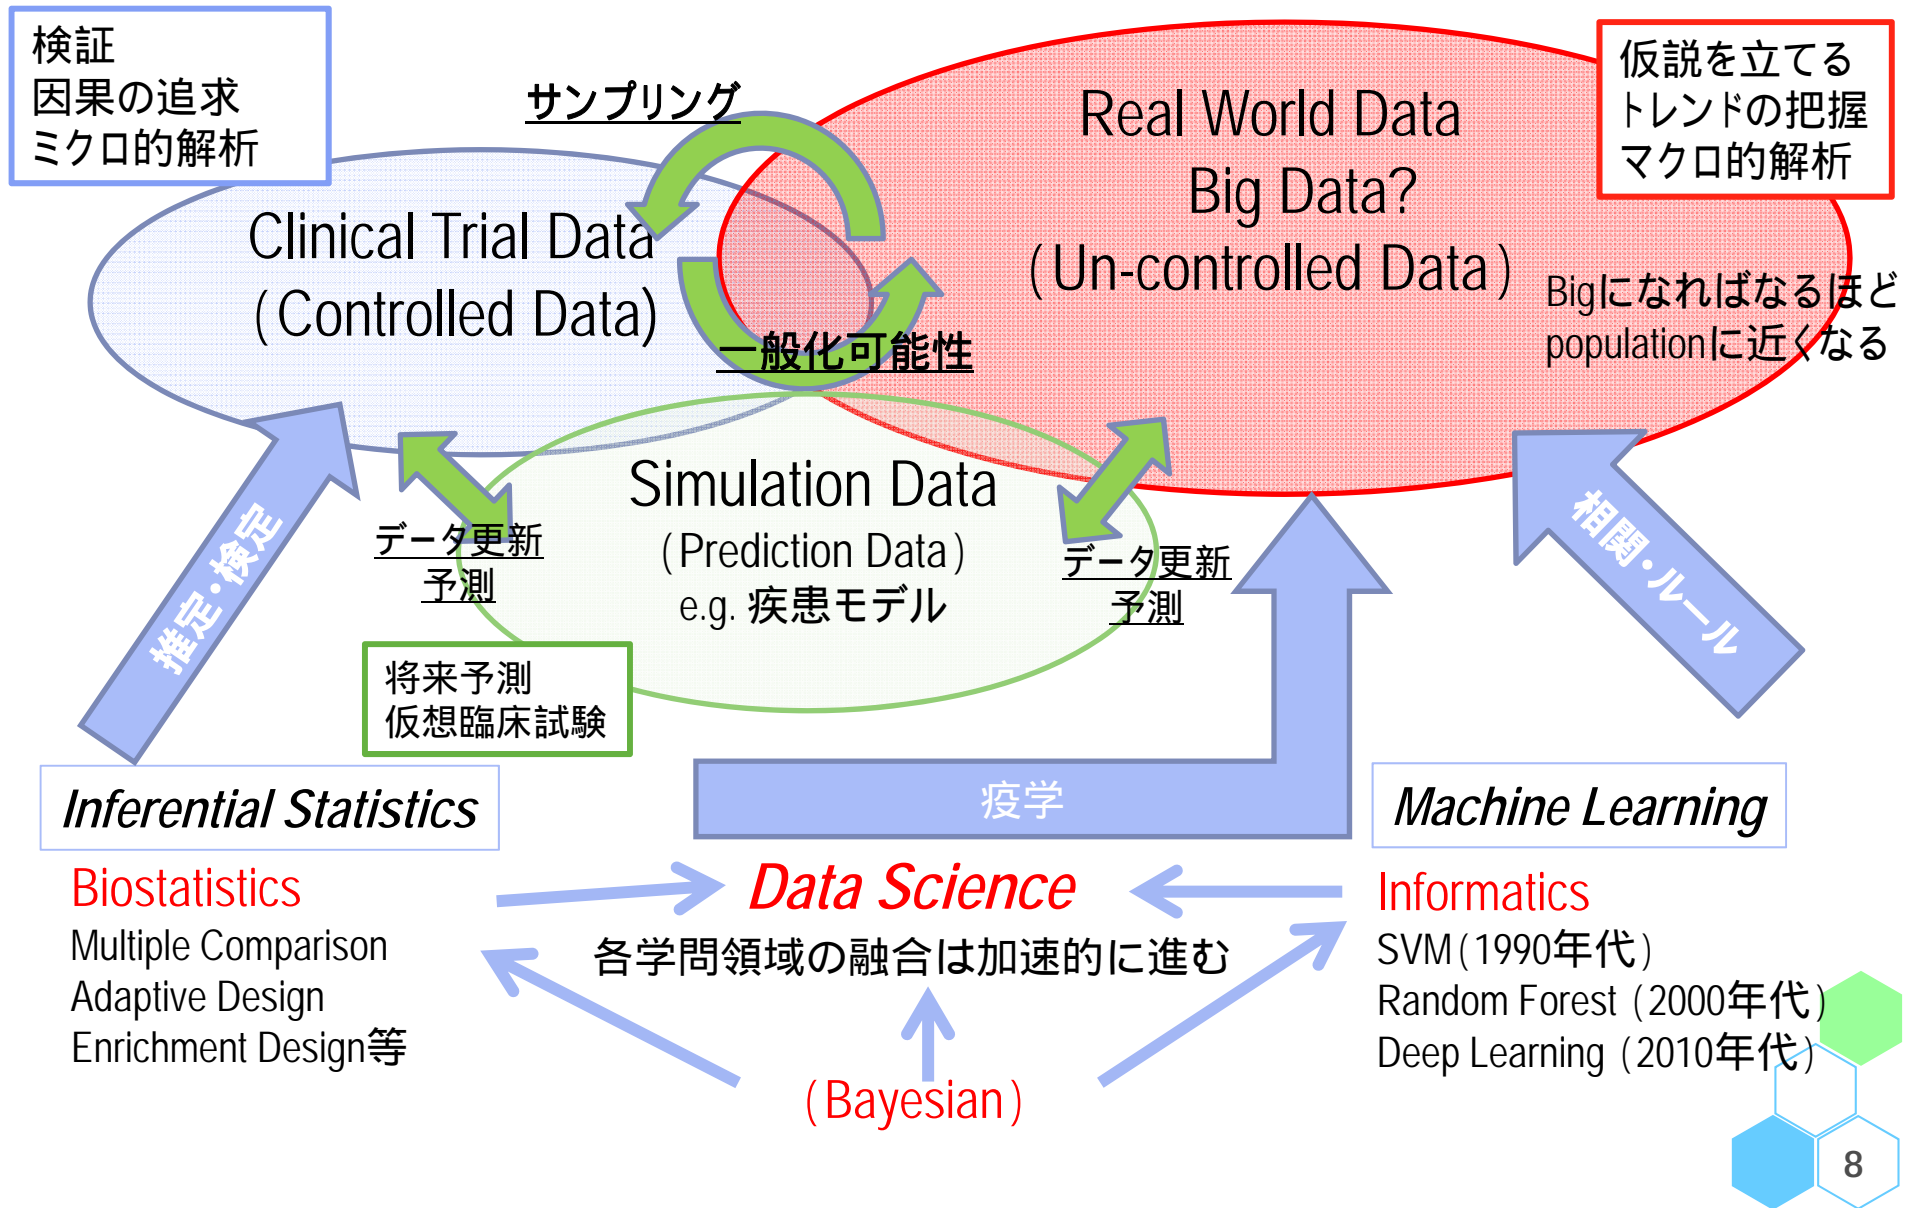 検証
因果の追求
ミクロ的解析
サンプリング
Real World Data
Big Data?
(Un-controlled Data)
仮説を立てる
トレンドの把握
マクロ的解析
Clinical Trial Data
(Controlled Data)
Bigになればなるほど
populationに近くなる
一般化可能性
Simulation Data
(Prediction Data)
e.g. 疾患モデル
データ更新
予測
データ更新
予測
推定・検定
相関・ルール
将来予測
仮想臨床試験
疫学
Inferential Statistics
Biostatistics
Multiple Comparison
Adaptive Design
Enrichment Design等
Data Science
各学問領域の融合は加速的に進む
(Bayesian)
Machine Learning
Informatics
SVM(1990年代)
Random Forest (2000年代)
Deep Learning (2010年代)
8